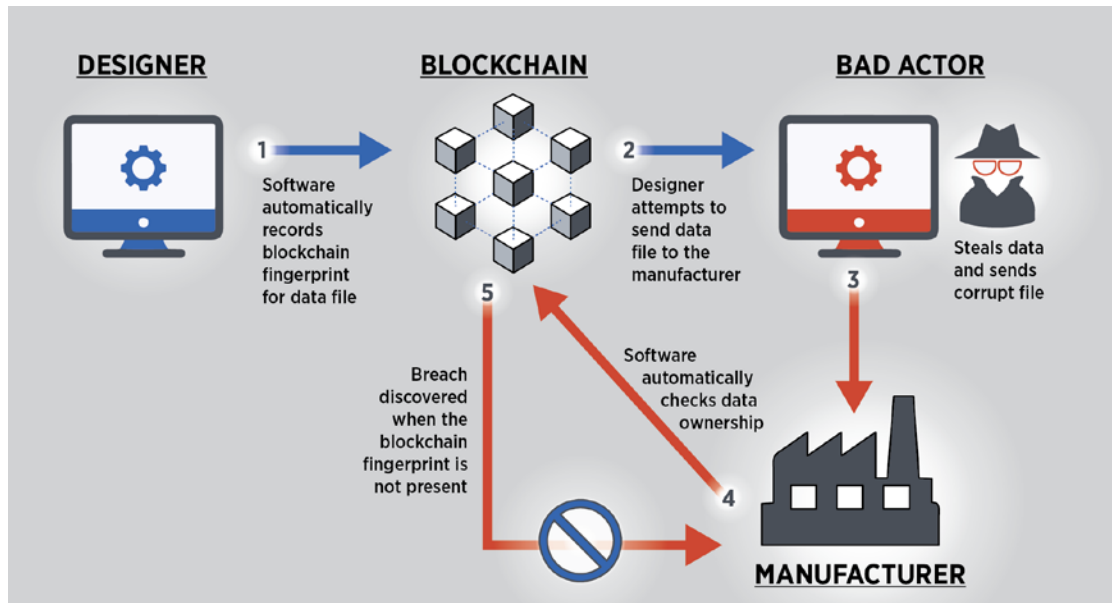 DESIGNER
BLOCKCHAIN
BAD ACTOR
1
Software
automatically
records
blockchain
fingerprint
for data file
2
Designer
attempts to
send data
file to the
manufacturer
Steals data
and sends
corrupt file
3
5
Breach
discovered
when the
blockchain
fingerprint is
not present
Software
automatically
checks data
ownership
4
MANUFACTURER